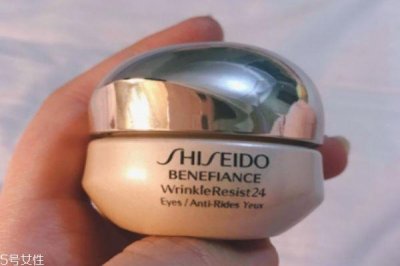 SHISEIDO
BENEFIANCE
WrinkleResist24
Eyes/Anti-Rides Yeux
5号女性